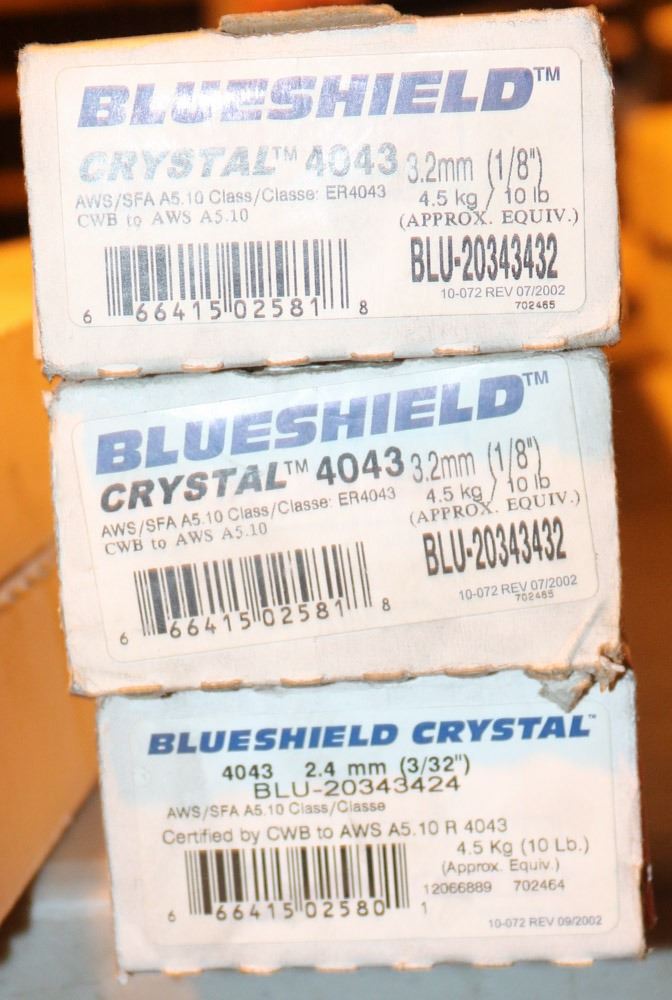 BLUESHIELD™
CRYSTAL™ 4043 3.2mm (1/8")
AWS/SFA A5.10 Class/Classe: ER4043 4.5 kg / 10 lb
CWB to AWS A5.10 (APPROX. EQUIV.)
BLU-20343432
10-072 REV 07/2002
702465
6 66415 02581 8
BLUESHIELD™
CRYSTAL™ 4043 3.2mm (1/8")
AWS/SFA A5.10 Class/Classe: ER4043 4.5 kg / 10 lb
CWB to AWS A5.10 (APPROX. EQUIV.)
BLU-20343432
10-072 REV 07/2002
702465
6 66415 02581 8
BLUESHIELD CRYSTAL™
4043 2.4 mm (3/32")
BLU-20343424
AWS/SFA A5.10 Class/Classe
Certified by CWB to AWS A5.10 R 4043
4.5 Kg (10 Lb.)
(Approx. Equiv.)
12066889 702464
6 66415 02580 1
10-072 REV 09/2002